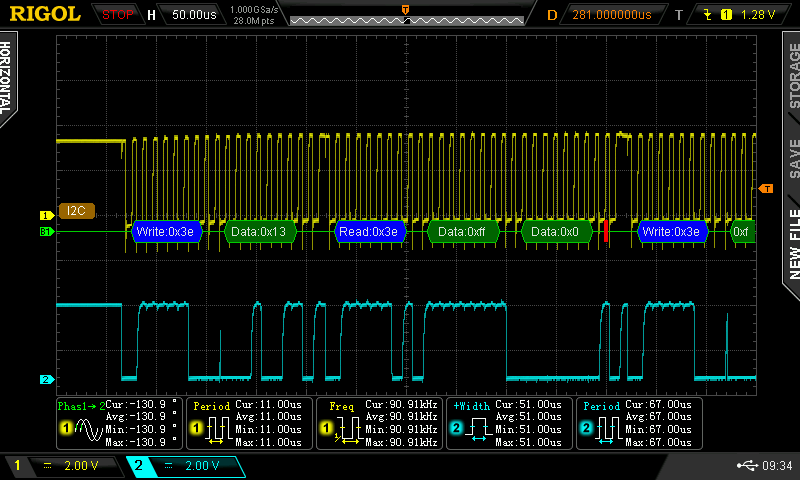 RIGOL STOP H 50.00us 1.000GSa/s 28.0M pts T D 281.000000us T 1 1.28 V
HORIZONTAL
STORAGE
SAVE
NEW FILE
T
1 I2C
B1 Write:0x3e Data:0x13 Read:0x3e Data:0xff Data:0x0 Write:0x3e 0xf
2
Phas1→2 Cur:-130.9 ° Avg:-130.9 ° Min:-130.9 ° Max:-130.9 °
1
Period Cur:11.00us Avg:11.00us Min:11.00us Max:11.00us
1
Freq Cur:90.91kHz Avg:90.91kHz Min:90.91kHz Max:90.91kHz
1
+Width Cur:51.00us Avg:51.00us Min:51.00us Max:51.00us
2
Period Cur:67.00us Avg:67.00us Min:67.00us Max:67.00us
2
1 2.00 V 2 2.00 V 09:34